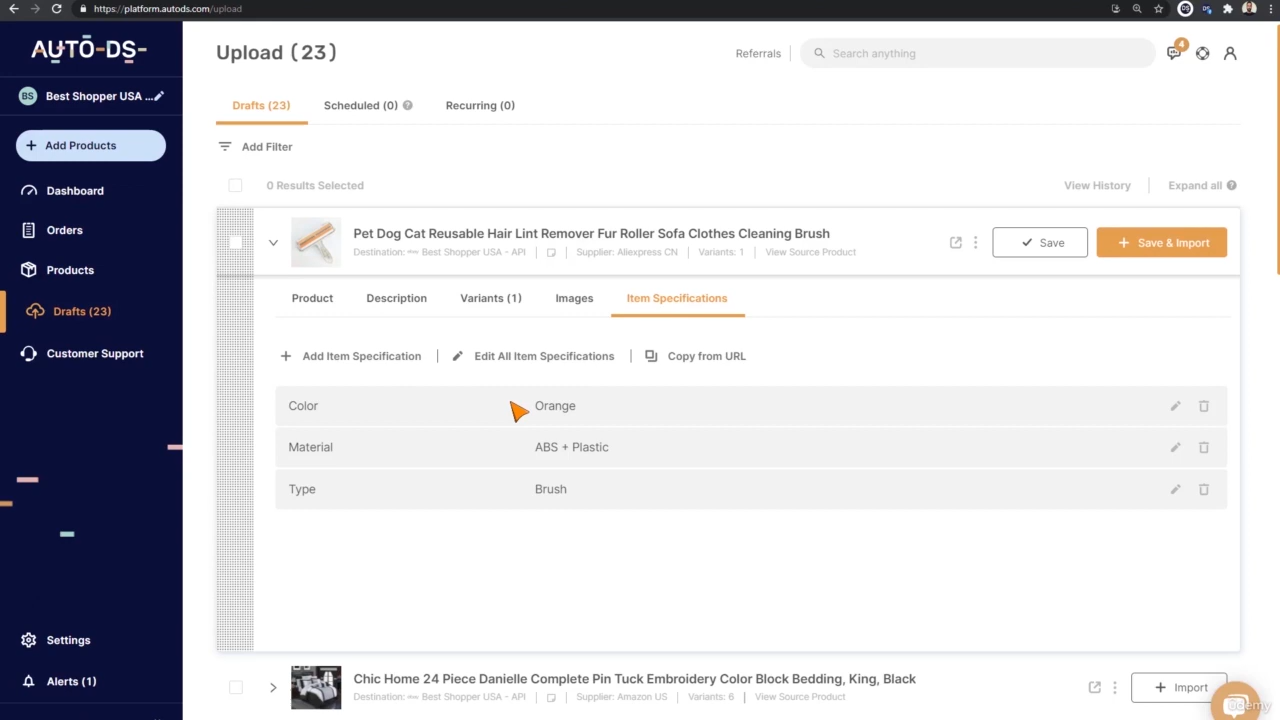 https://platform.autods.com/upload
AUTO-DS
Upload (23)
Referrals
Search anything
4
BS Best Shopper USA ...
Drafts (23) Scheduled (0) Recurring (0)
+ Add Products
Add Filter
0 Results Selected
View History
Expand all
Dashboard
Orders
Products
Drafts (23)
Customer Support
Settings
Alerts (1)
Pet Dog Cat Reusable Hair Lint Remover Fur Roller Sofa Clothes Cleaning Brush
Destination: Best Shopper USA - API | Supplier: Aliexpress CN | Variants: 1 | View Source Product
Save
+ Save & Import
Product Description Variants (1) Images Item Specifications
+ Add Item Specification | Edit All Item Specifications | Copy from URL
Color Orange
Material ABS + Plastic
Type Brush
Chic Home 24 Piece Danielle Complete Pin Tuck Embroidery Color Block Bedding, King, Black
Destination: Best Shopper USA - API | Supplier: Amazon US | Variants: 6 | View Source Product
+ Import
udemy